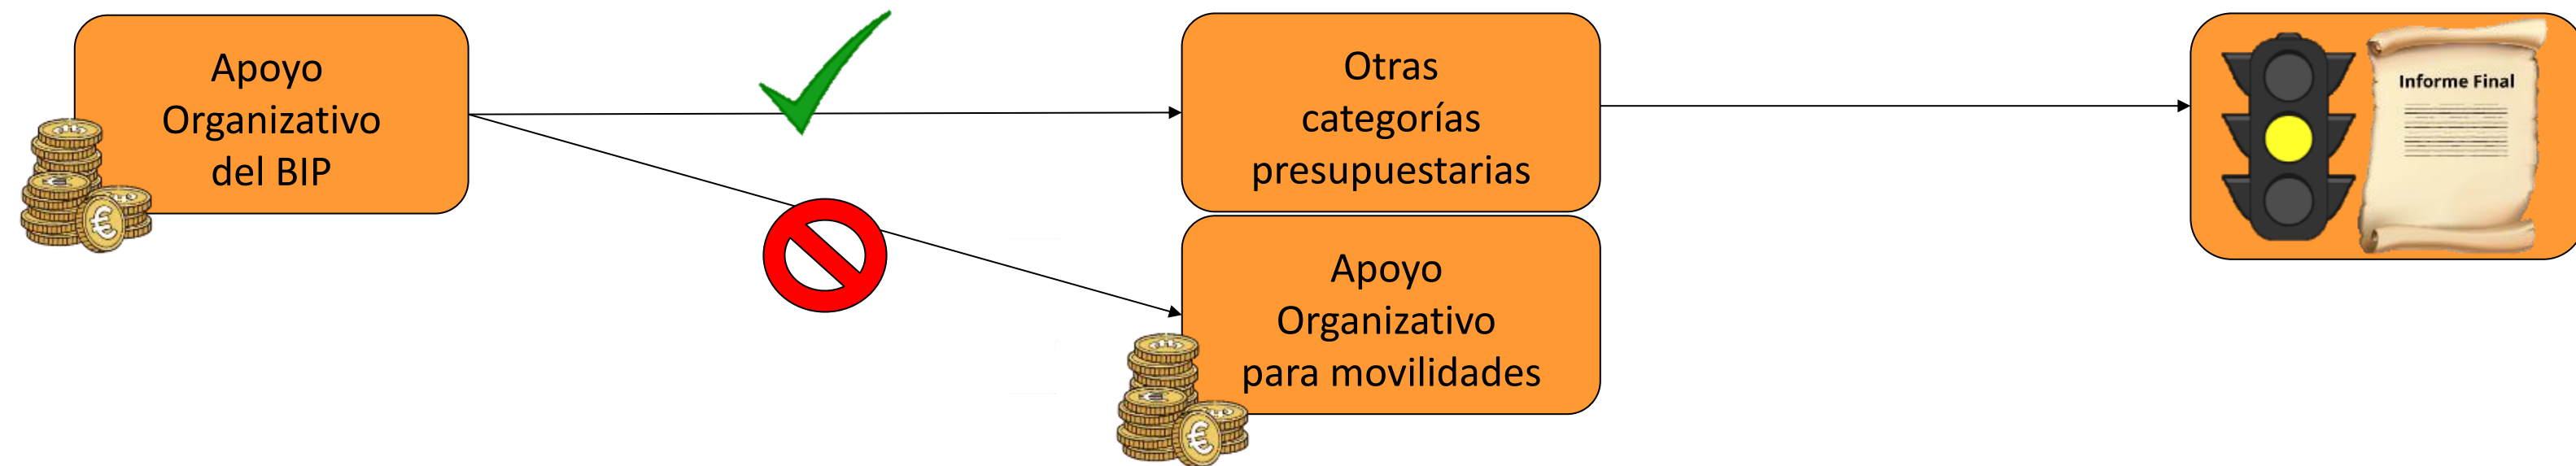 Apoyo
Organizativo
del BIP
Otras
categorías
presupuestarias
Informe Final
Apoyo
Organizativo
para movilidades